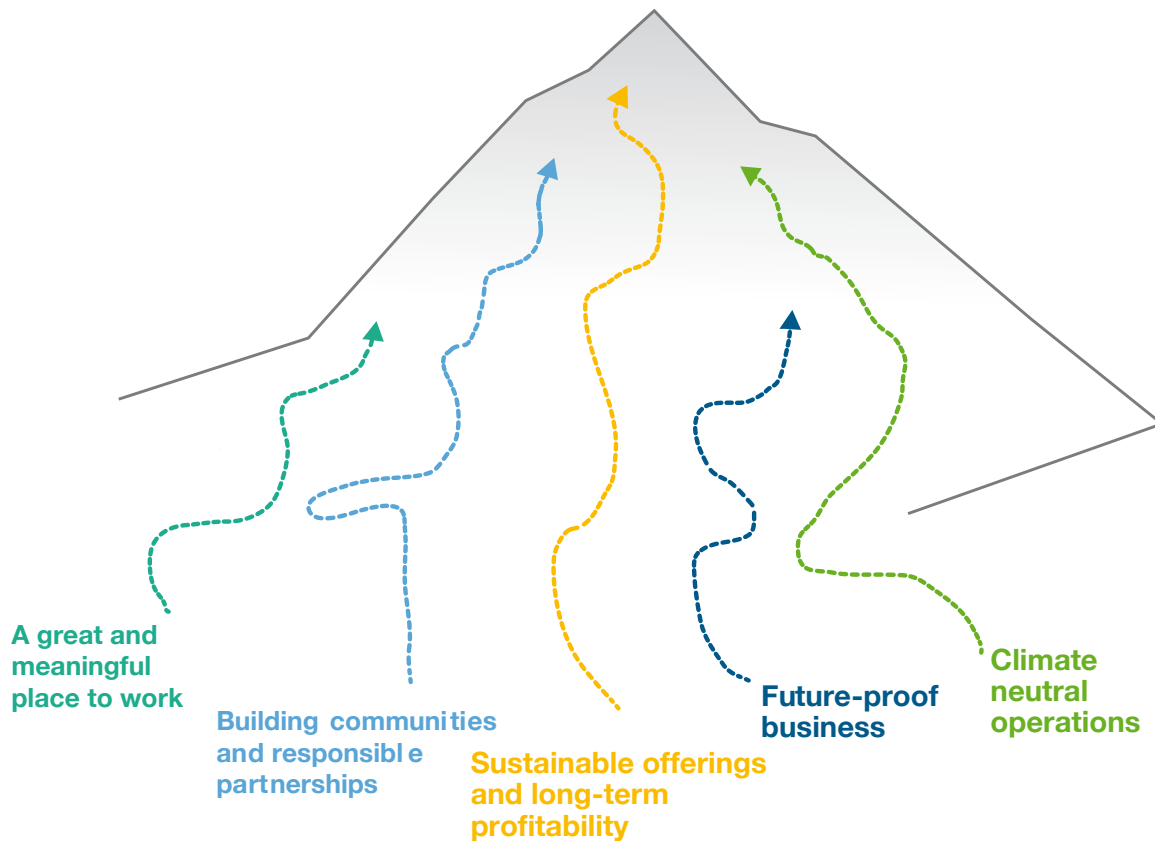 A great and
meaningful
place to work
Building communities
and responsible
partnerships
Sustainable offerings
and long-term
profitability
Future-proof
business
Climate
neutral
operations